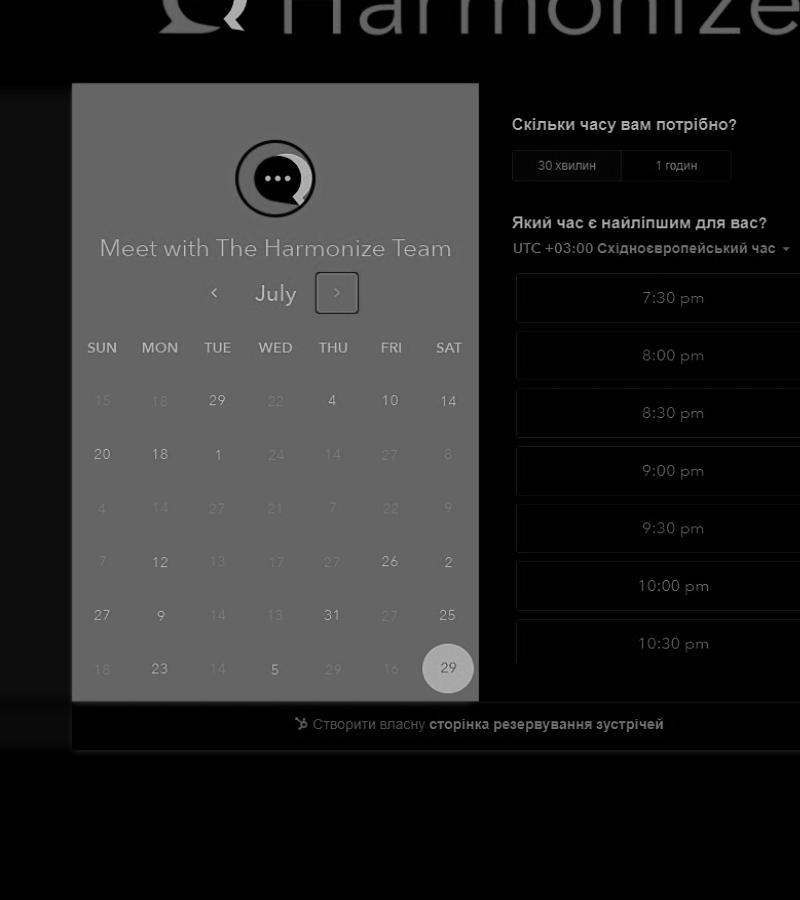 Harmonize
Meet with The Harmonize Team
July
SUN MON TUE WED THU FRI SAT
15 18 29 22 4 10 14
20 18 1 24 14 27 8
4 14 27 21 7 22 9
7 12 13 17 27 26 2
27 9 14 13 31 27 25
18 23 14 5 29 16 29
Скільки часу вам потрібно?
30 хвилин 1 годин
Який час є найліпшим для вас?
UTC +03:00 Східноєвропейський час
7:30 pm
8:00 pm
8:30 pm
9:00 pm
9:30 pm
10:00 pm
10:30 pm
Створити власну сторінка резервування зустрічей